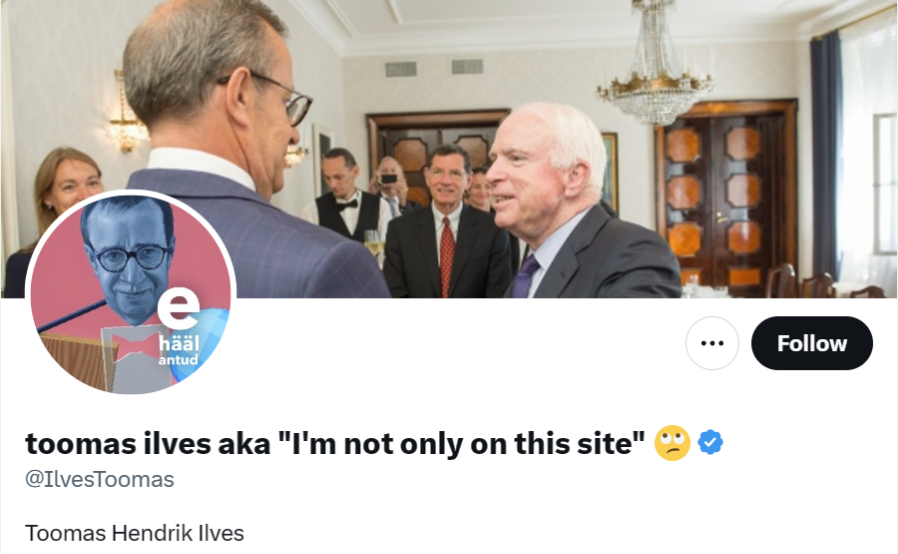 e
hääl
antud
Follow
toomas ilves aka "I'm not only on this site" 🙄
@IlvesToomas
Toomas Hendrik Ilves